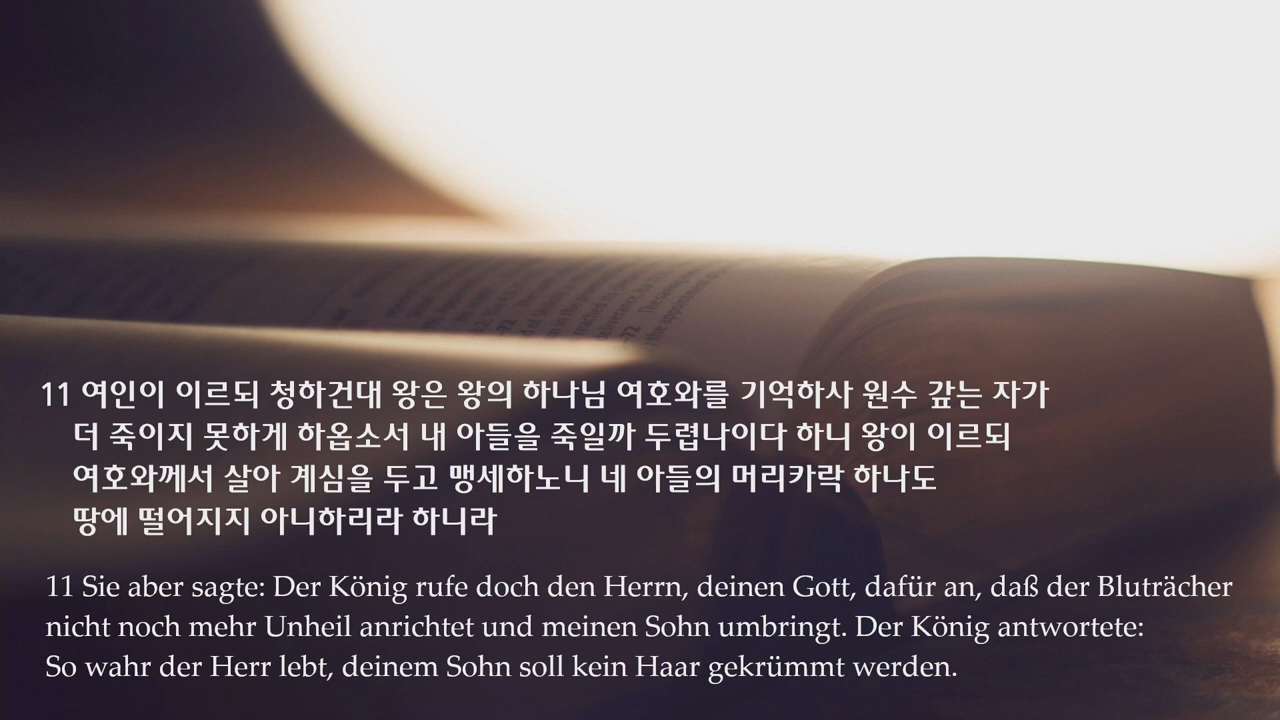 11 여인이 이르되 청하건대 왕은 왕의 하나님 여호와를 기억하사 원수 갚는 자가
더 죽이지 못하게 하옵소서 내 아들을 죽일까 두렵나이다 하니 왕이 이르되
여호와께서 살아 계심을 두고 맹세하노니 네 아들의 머리카락 하나도
땅에 떨어지지 아니하리라 하니라
11 Sie aber sagte: Der König rufe doch den Herrn, deinen Gott, dafür an, daß der Bluträcher
nicht noch mehr Unheil anrichtet und meinen Sohn umbringt. Der König antwortete:
So wahr der Herr lebt, deinem Sohn soll kein Haar gekrümmt werden.